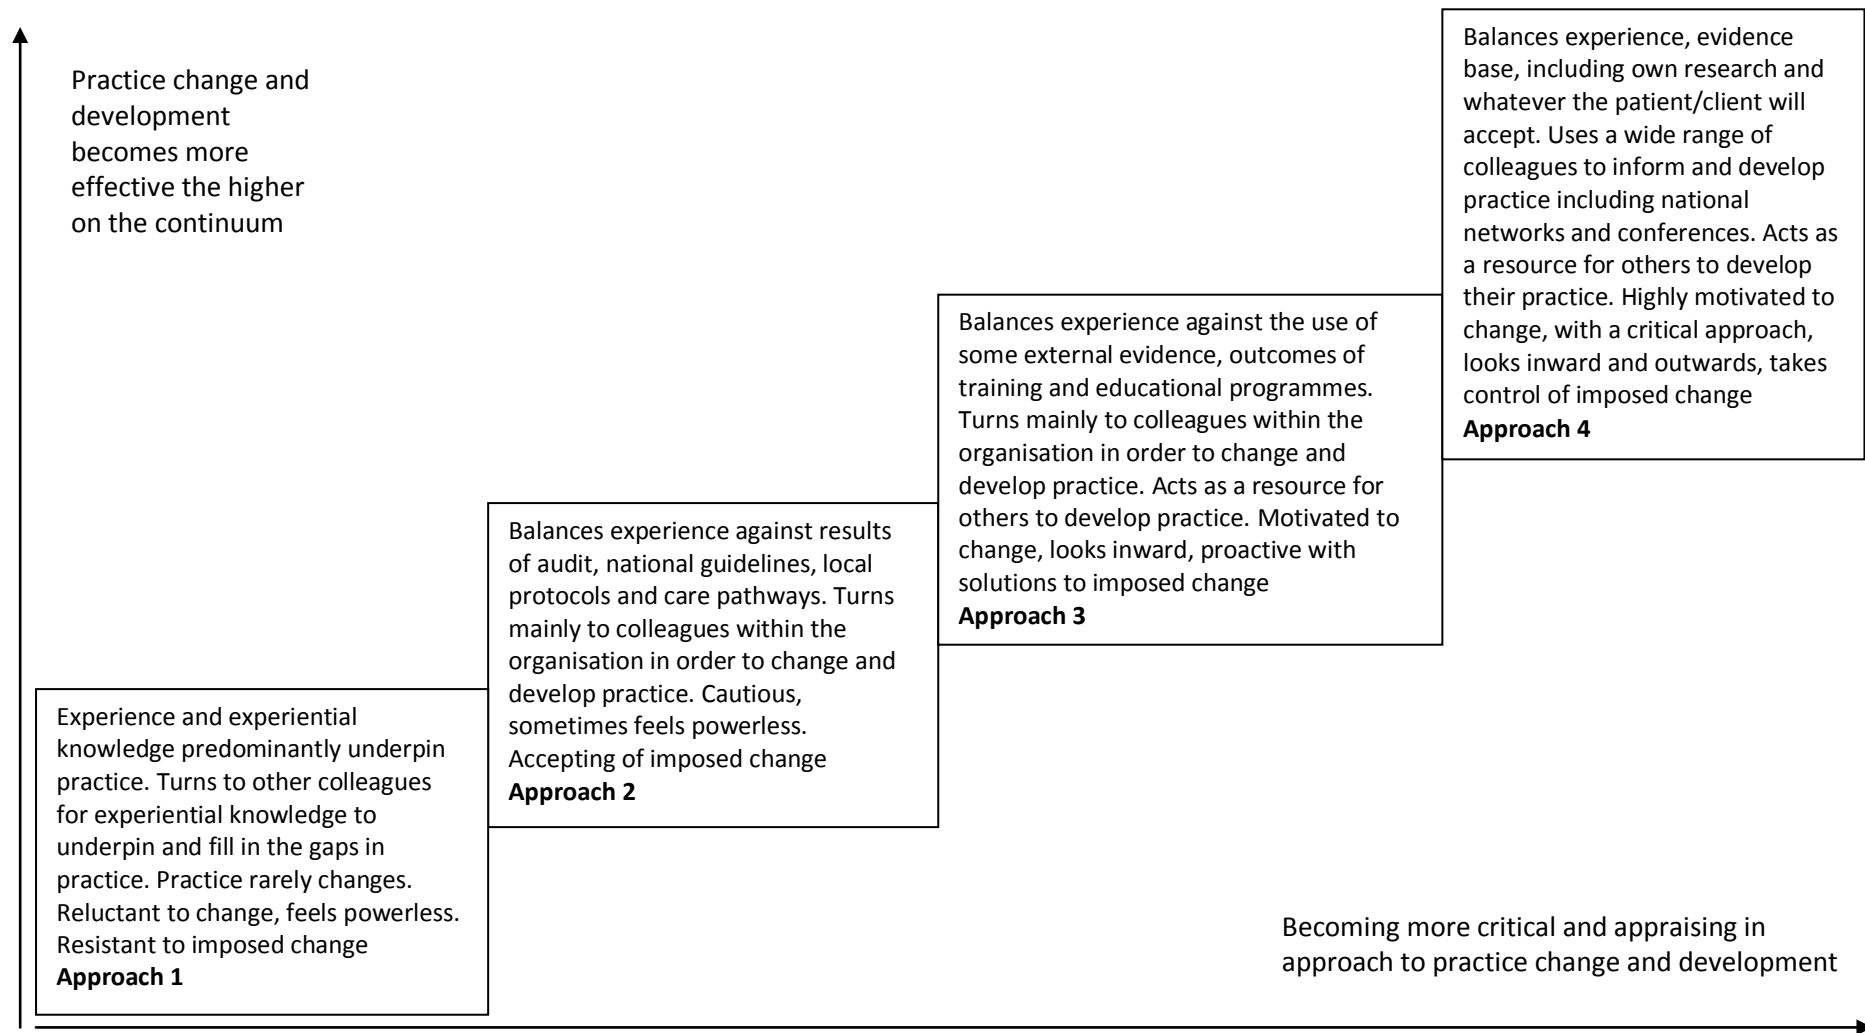 Practice change and
development
becomes more
effective the higher
on the continuum
Balances experience, evidence
base, including own research and
whatever the patient/client will
accept. Uses a wide range of
colleagues to inform and develop
practice including national
networks and conferences. Acts as
a resource for others to develop
their practice. Highly motivated to
change, with a critical approach,
looks inward and outwards, takes
control of imposed change
Approach 4
Balances experience against the use of
some external evidence, outcomes of
training and educational programmes.
Turns mainly to colleagues within the
organisation in order to change and
develop practice. Acts as a resource for
others to develop practice. Motivated to
change, looks inward, proactive with
solutions to imposed change
Approach 3
Balances experience against results
of audit, national guidelines, local
protocols and care pathways. Turns
mainly to colleagues within the
organisation in order to change and
develop practice. Cautious,
sometimes feels powerless.
Accepting of imposed change
Approach 2
Experience and experiential
knowledge predominantly underpin
practice. Turns to other colleagues
for experiential knowledge to
underpin and fill in the gaps in
practice. Practice rarely changes.
Reluctant to change, feels powerless.
Resistant to imposed change
Approach 1
Becoming more critical and appraising in
approach to practice change and development